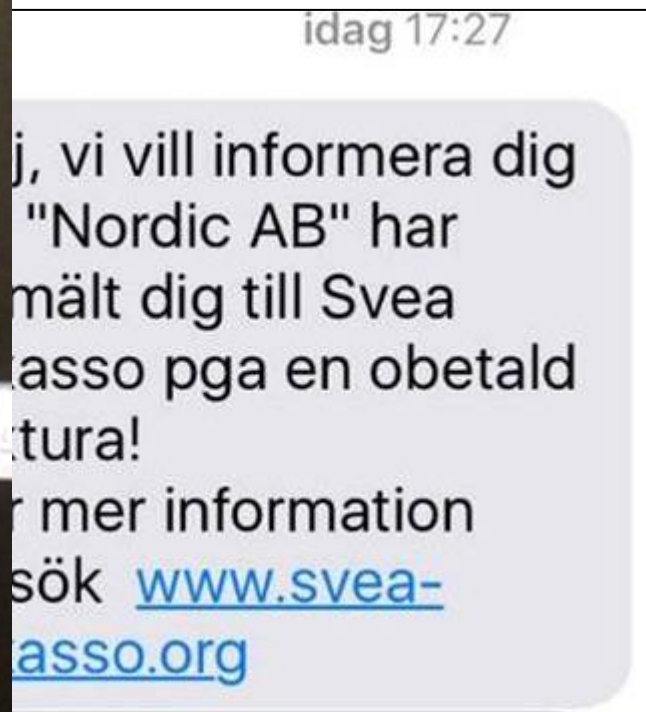 idag 17:27
j, vi vill informera dig
"Nordic AB" har
mält dig till Svea
asso pga en obetald
tura!
r mer information
sök www.svea-
asso.org